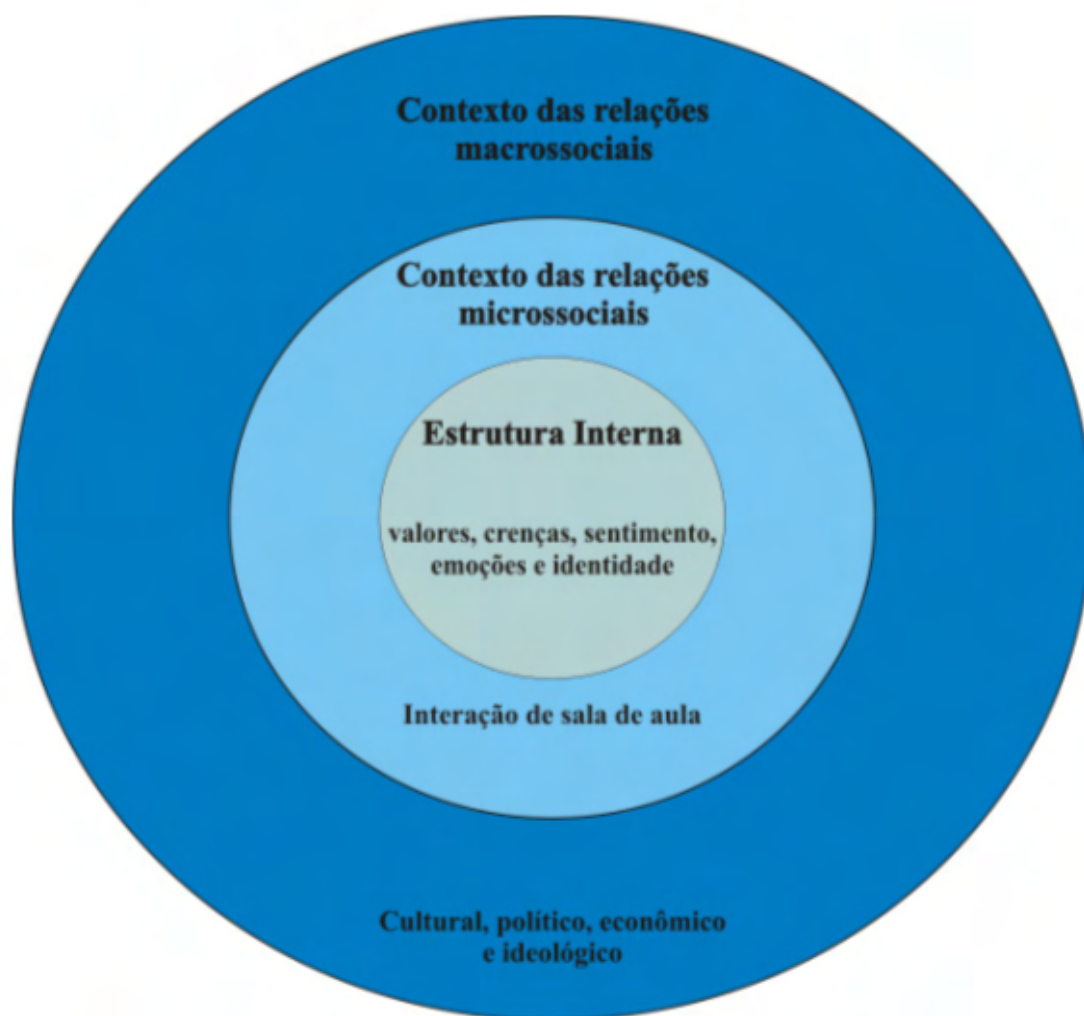 Contexto das relações
macrossociais
Contexto das relações
microssociais
Estrutura Interna
valores, crenças, sentimento,
emoções e identidade
Interação de sala de aula
Cultural, político, econômico
e ideológico